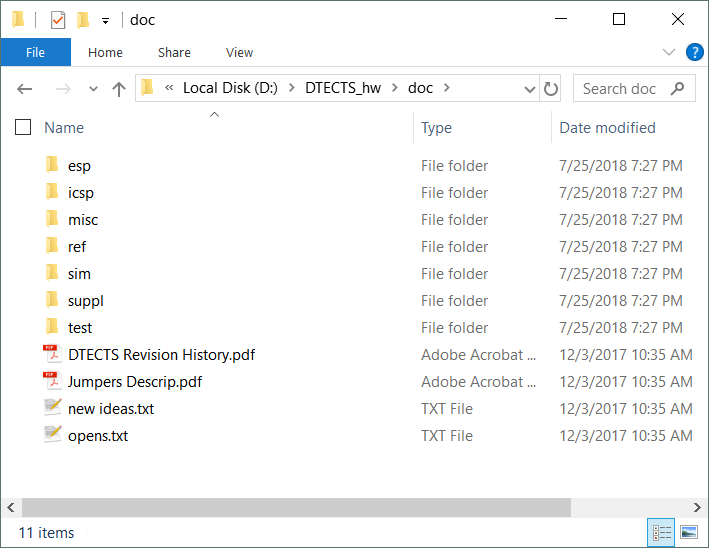 doc
File Home Share View
« Local Disk (D:) DTECTS_hw doc Search doc
Name Type Date modified
esp File folder 7/25/2018 7:27 PM
icsp File folder 7/25/2018 7:27 PM
misc File folder 7/25/2018 7:27 PM
ref File folder 7/25/2018 7:27 PM
sim File folder 7/25/2018 7:27 PM
suppl File folder 7/25/2018 7:27 PM
test File folder 7/25/2018 7:27 PM
DTECTS Revision History.pdf Adobe Acrobat ... 12/3/2017 10:35 AM
Jumpers Descrip.pdf Adobe Acrobat ... 12/3/2017 10:35 AM
new ideas.txt TXT File 12/3/2017 10:35 AM
opens.txt TXT File 12/3/2017 10:35 AM
11 items